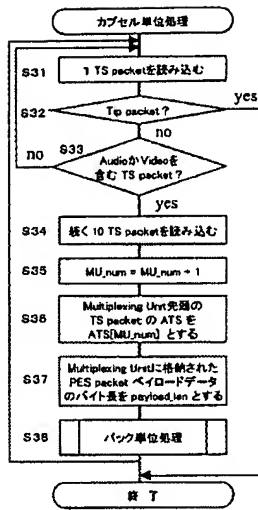 カプセル単位処理
S31
1 TS packetを読み込む
S32
Tip packet?
yes
no
S33
no
AudioかVideoを
含む TS packet?
yes
S34
続く 10 TS packetを読み込む
S35
MU_num = MU_num + 1
S36
Multiplexing Unit先頭の
TS packet の ATS を
ATS[MU_num] とする
S37
Multiplexing Unitに格納された
PES packet ペイロードデータ
のバイト長を payload_len とする
S38
パック単位処理
終 了